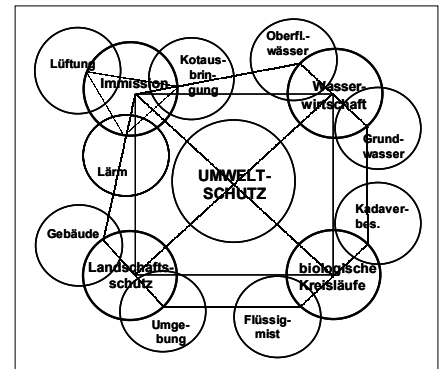 Oberfl.-
wässer
Lüftung
Kotaus-
brin-
gung
Immission
Wasser-
wirtschaft
Grund-
wasser
Lärm
UMWELT-
SCHUTZ
Kadaver-
bes.
Gebäude
Landschafts-
schutz
biologische
Kreisläufe
Umge-
bung
Flüssig-
mist